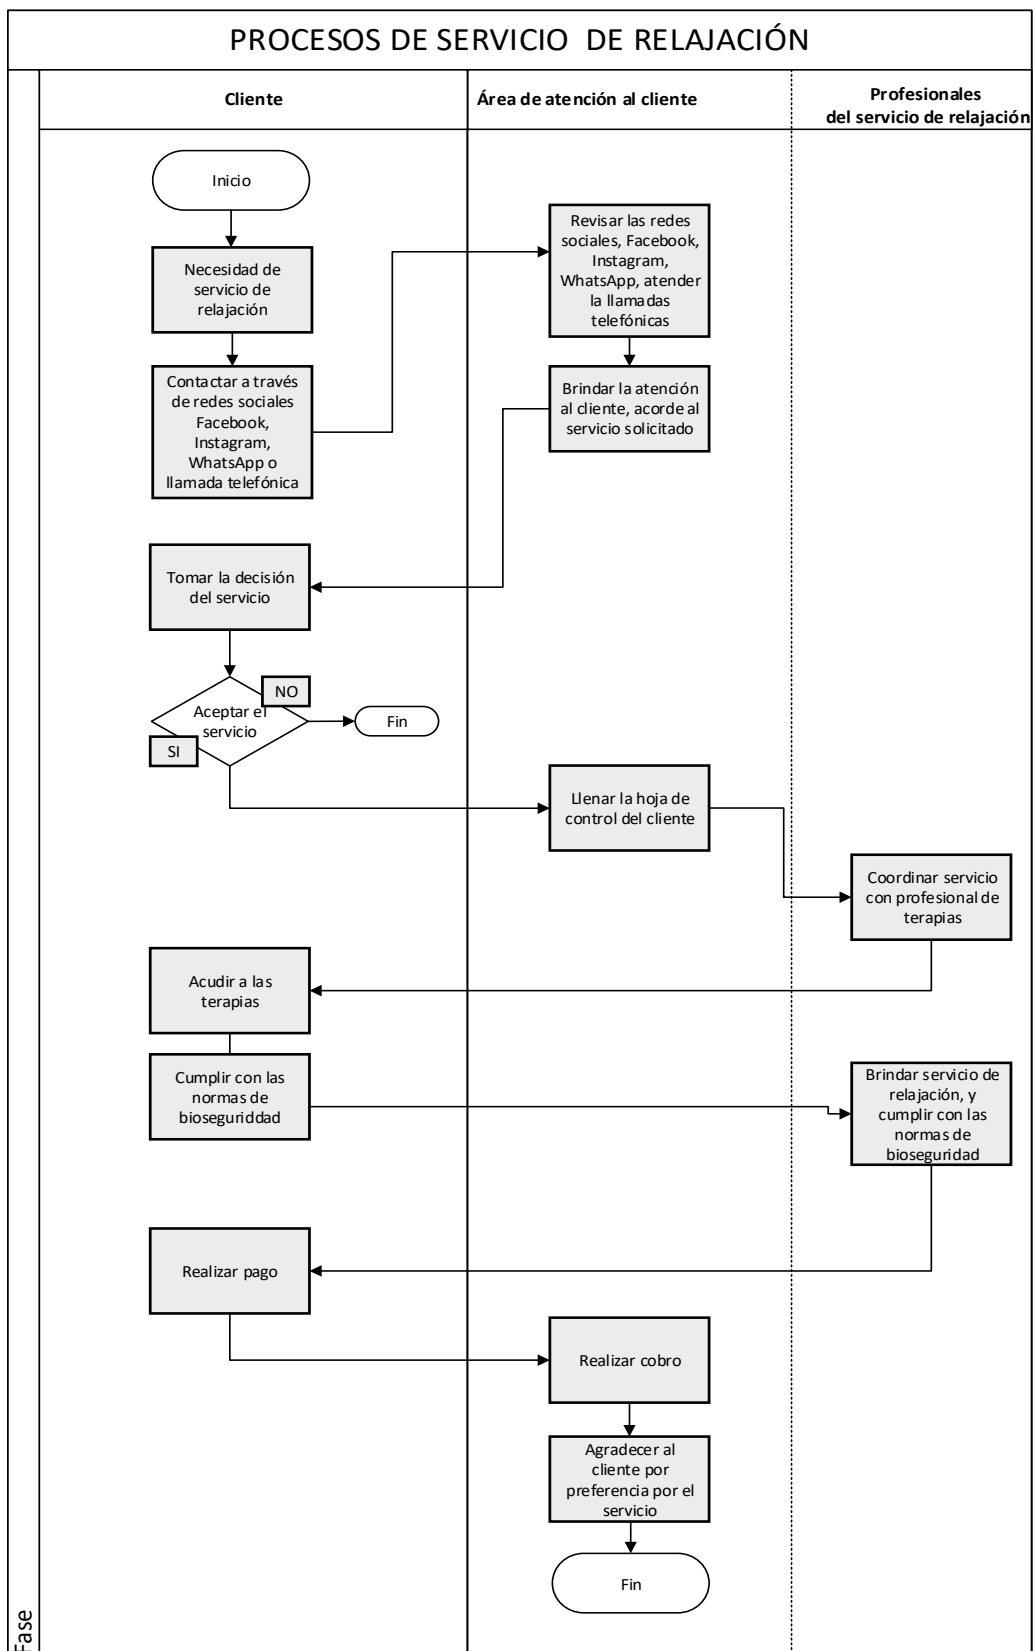 PROCESOS DE SERVICIO DE RELAJACIÓN
Cliente
Área de atención al cliente
Profesionales
del servicio de relajación
Inicio
Necesidad de
servicio de
relajación
Contactar a través
de redes sociales
Facebook,
Instagram,
WhatsApp o
llamada telefónica
Revisar las redes
sociales, Facebook,
Instagram,
WhatsApp, atender
la llamadas
telefónicas
Brindar la atención
al cliente, acorde al
servicio solicitado
Tomar la decisión
del servicio
Aceptar el
servicio
NO
SI
Fin
Llenar la hoja de
control del cliente
Coordinar servicio
con profesional de
terapias
Acudir a las
terapias
Cumplir con las
normas de
bioseguriddad
Brindar servicio de
relajación, y
cumplir con las
normas de
bioseguridad
Realizar pago
Realizar cobro
Agradecer al
cliente por
preferencia por el
servicio
Fin
Fase